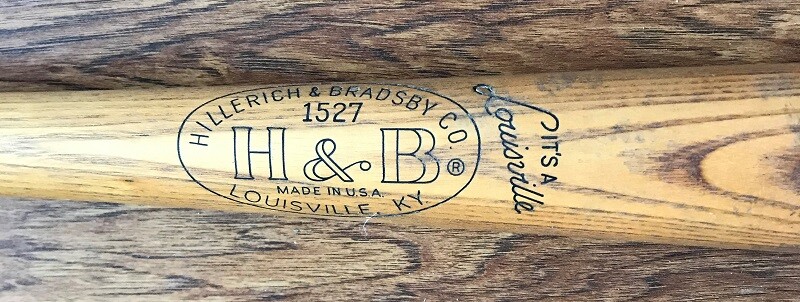 HILLERICH & BRADSBY CO.
1527
H & B ®
MADE IN U.S.A.
LOUISVILLE, KY
IT'S A
Louisville